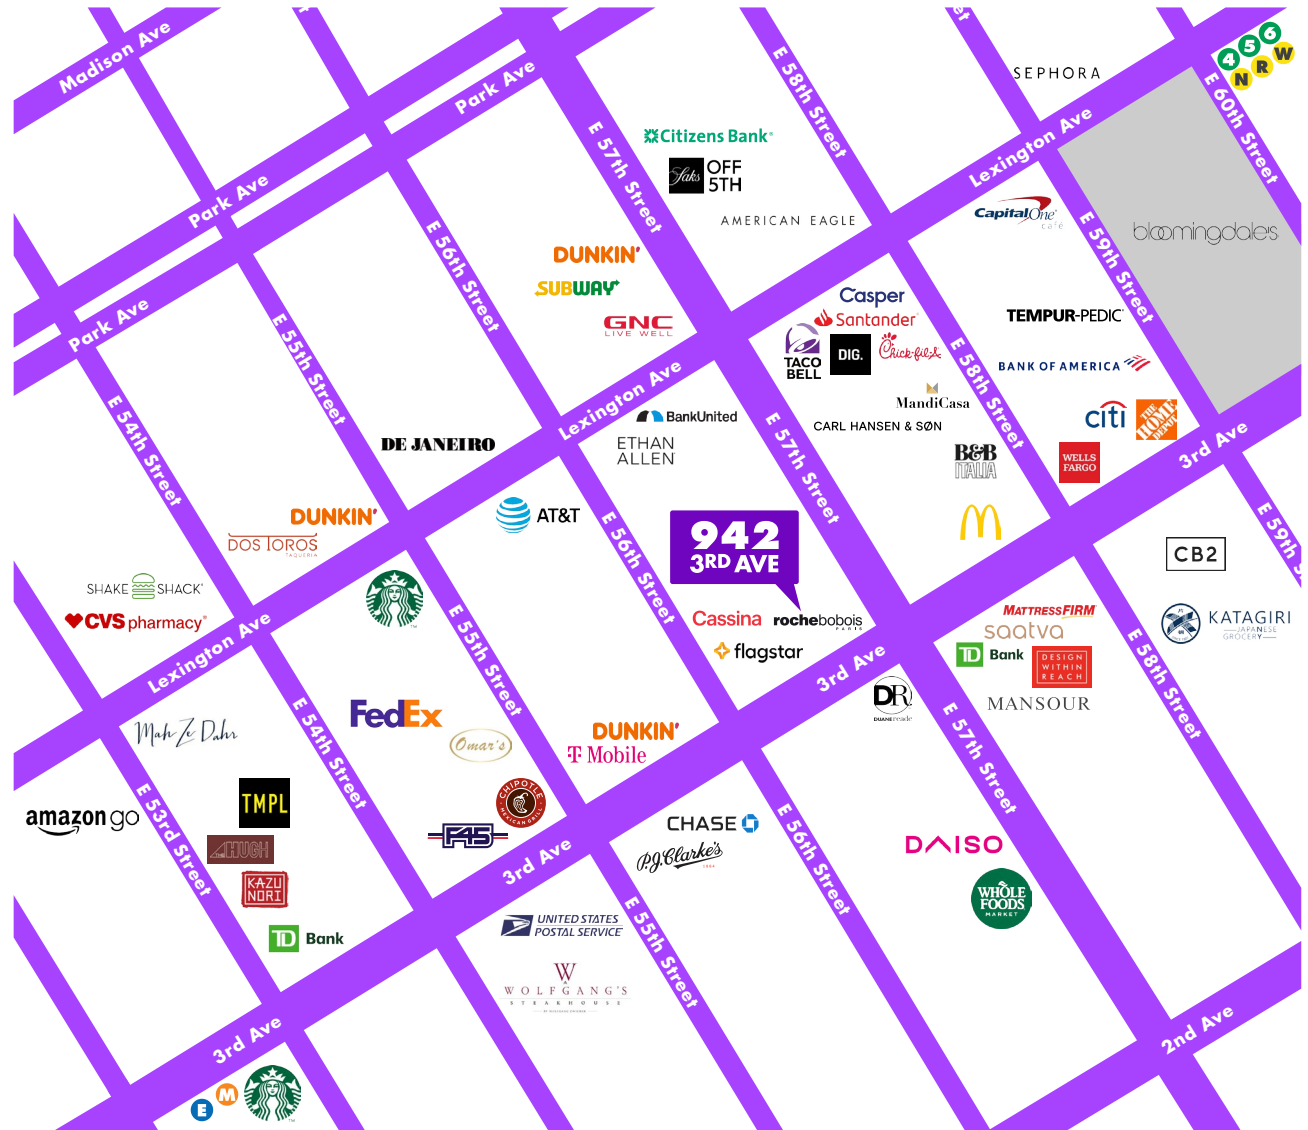 Madison Ave
Park Ave
Park Ave
Park Ave
E 58th Street
et
4 5 6
N R W
SEPHORA
E 60th Street
Lexington Ave
Citizens Bank
saks OFF
5TH
AMERICAN EAGLE
E 57th Street
Capital One
café
bloomingdale's
E 59th Street
E 56th Street
DUNKIN'
SUBWAY
GNC
LIVE WELL
Casper
Santander
TACO
BELL
DIG.
Chick-fil-A
TEMPUR-PEDIC
BANK OF AMERICA
E 55th Street
Lexington Ave
E 58th Street
MandiCasa
CARL HANSEN & SØN
citi
THE
HOME
DEPOT
BankUnited
ETHAN
ALLEN
DE JANEIRO
E 54th Street
E 57th Street
B&B
ITALIA
WELLS
FARGO
3rd Ave
DUNKIN'
DOS TOROS
TAQUERIA
AT&T
E 56th Street
942
3RD AVE
E 59th S
CB2
SHAKE SHACK
CVS pharmacy
Lexington Ave
E 55th Street
Cassina
rochebobois
PARIS
flagstar
3rd Ave
MATTRESSFIRM
saatva
TD Bank
DESIGN
WITHIN
REACH
MANSOUR
E 58th Street
KATAGIRI
JAPANESE
GROCERY
DR
DUANEreade
E 57th Street
Mah Ze Dahr
E 54th Street
FedEx
Omar's
DUNKIN'
T Mobile
CHIPOTLE
MEXICAN GRILL
F45
amazon go
E 53rd Street
TMPL
THE HUGH
KAZU
NORI
TD Bank
3rd Ave
CHASE
P.J. Clarke's
E 56th Street
DAISO
WHOLE
FOODS
MARKET
UNITED STATES
POSTAL SERVICE
E 55th Street
W
WOLFGANG'S
STEAKHOUSE
3rd Ave
E M
2nd Ave